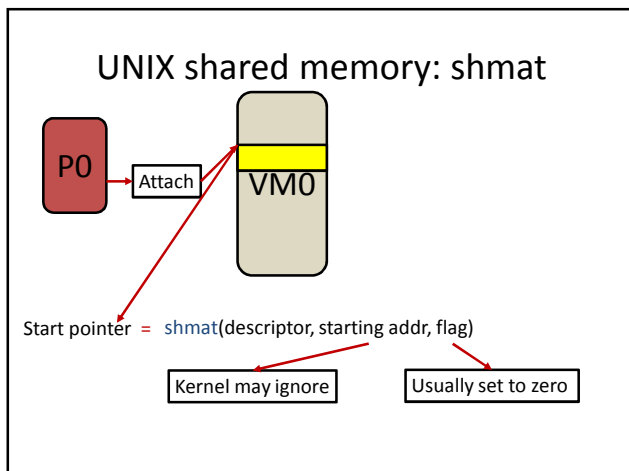 UNIX shared memory: shmat
P0
Attach
VM0
Start pointer = shmat(descriptor, starting addr, flag)
Kernel may ignore
Usually set to zero